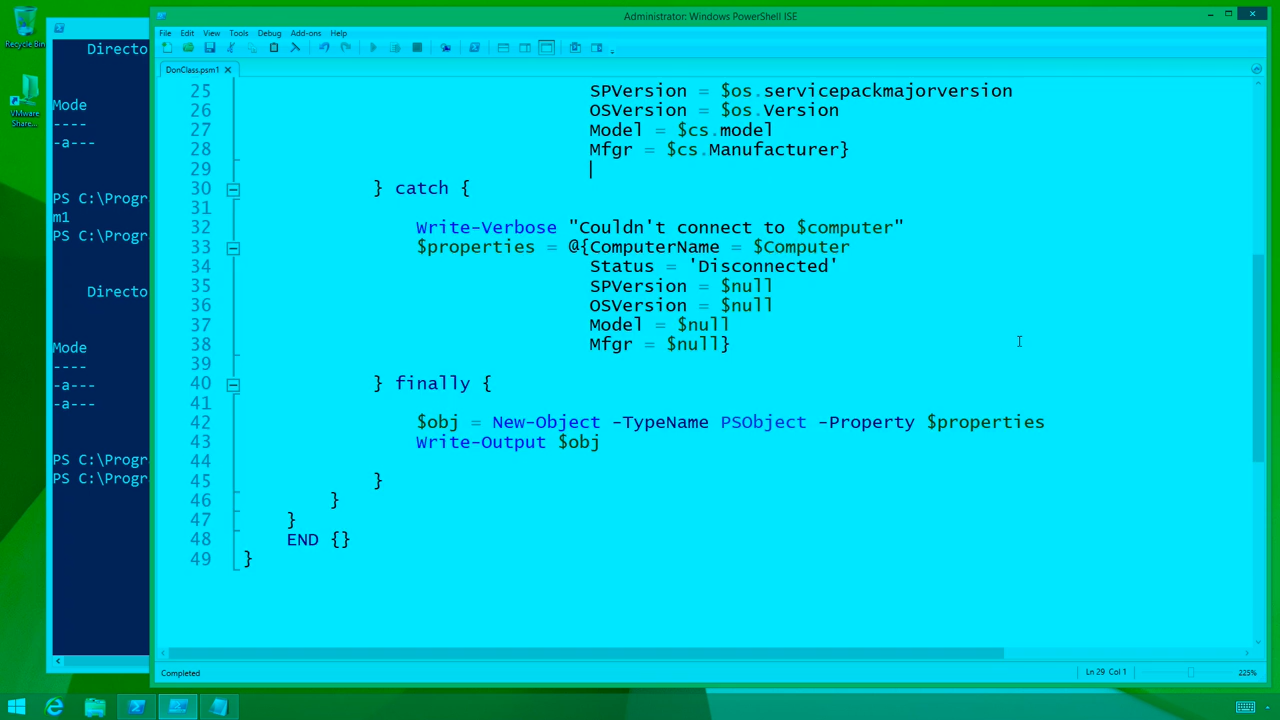 Recycle Bin
VMware
Share...
Directo
Mode
----
-a---
PS C:\Progr
m1
PS C:\Progr
Directo
Mode
----
-a---
-a---
PS C:\Progr
PS C:\Progr
Administrator: Windows PowerShell ISE
File Edit View Tools Debug Add-ons Help
DonClass.psm1
25 SPVersion = $os.servicepackmajorversion
26 OSVersion = $os.Version
27 Model = $cs.model
28 Mfgr = $cs.Manufacturer}
29
30 } catch {
31
32 Write-Verbose "Couldn't connect to $computer"
33 $properties = @{ComputerName = $Computer
34 Status = 'Disconnected'
35 SPVersion = $null
36 OSVersion = $null
37 Model = $null
38 Mfgr = $null}
39
40 } finally {
41
42 $obj = New-Object -TypeName PSObject -Property $properties
43 Write-Output $obj
44
45 }
46 }
47 }
48 END {}
49 }
Completed
Ln 29 Col 1
225%